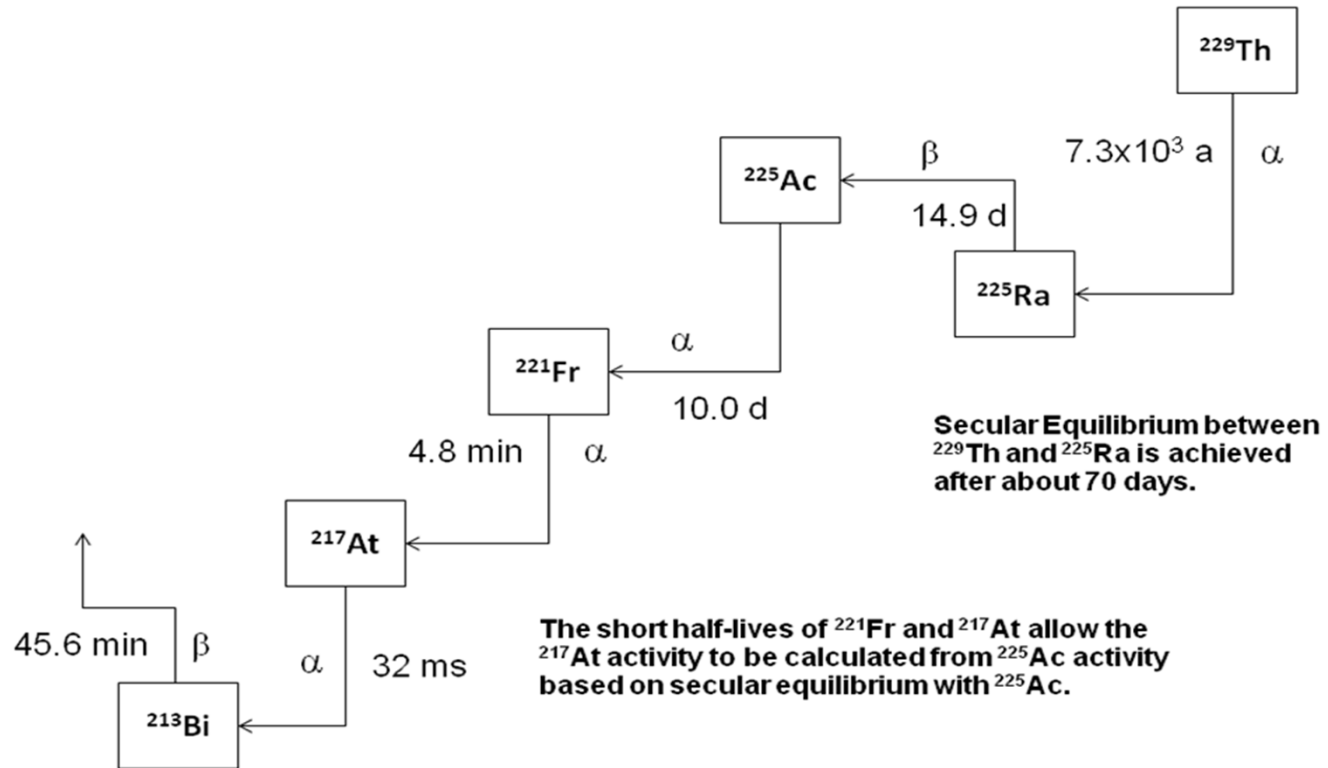 ²²⁹Th
7.3x10³ a α
β
²²⁵Ac
14.9 d
²²⁵Ra
α
²²¹Fr
10.0 d
4.8 min α
Secular Equilibrium between
²²⁹Th and ²²⁵Ra is achieved
after about 70 days.
²¹⁷At
The short half-lives of ²²¹Fr and ²¹⁷At allow the
²¹⁷At activity to be calculated from ²²⁵Ac activity
based on secular equilibrium with ²²⁵Ac.
45.6 min β
α 32 ms
²¹³Bi